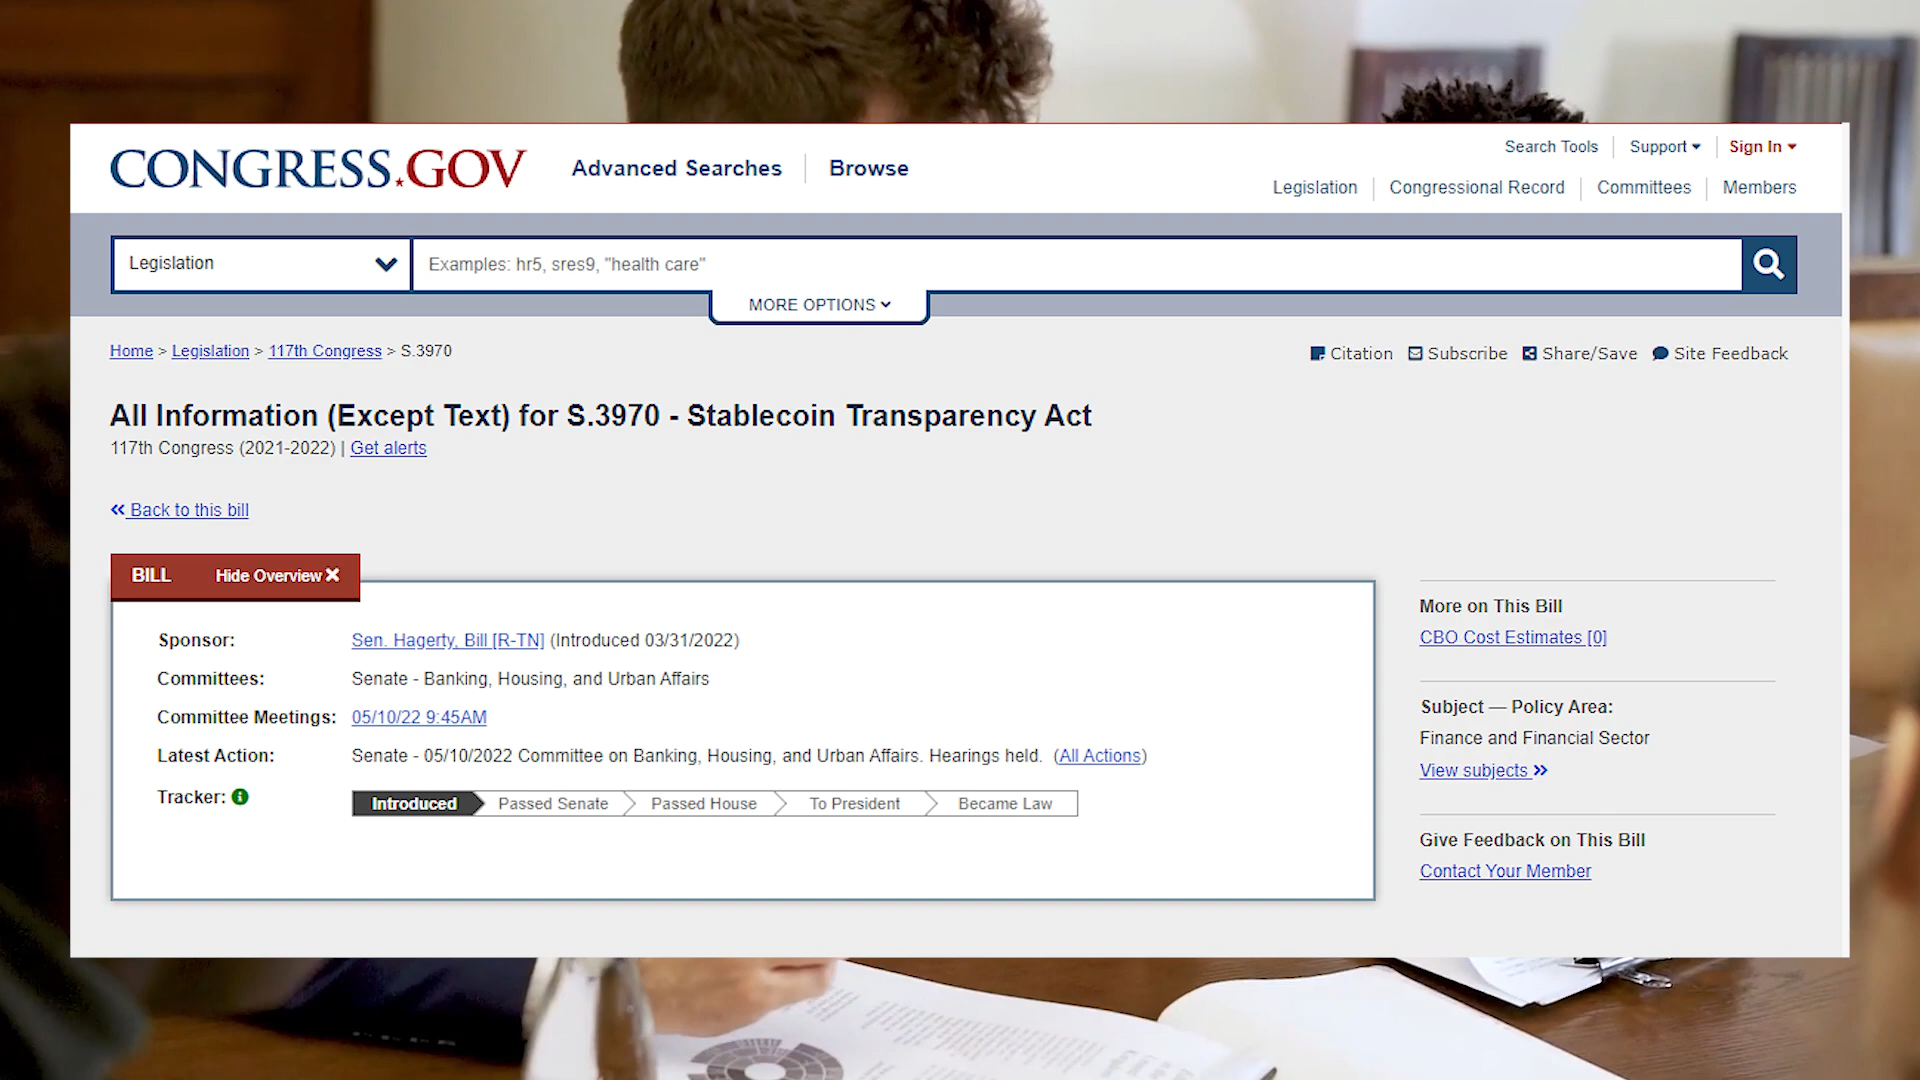 CONGRESS.GOV
Advanced Searches
Browse
Search Tools
Support
Sign In
Legislation
Congressional Record
Committees
Members
Legislation
Examples: hr5, sres9, "health care"
MORE OPTIONS
Home > Legislation > 117th Congress > S.3970
Citation
Subscribe
Share/Save
Site Feedback
All Information (Except Text) for S.3970 - Stablecoin Transparency Act
117th Congress (2021-2022) | Get alerts
Back to this bill
BILL
Hide Overview
Sponsor: Sen. Hagerty, Bill [R-TN] (Introduced 03/31/2022)
Committees: Senate - Banking, Housing, and Urban Affairs
Committee Meetings: 05/10/22 9:45AM
Latest Action: Senate - 05/10/2022 Committee on Banking, Housing, and Urban Affairs. Hearings held. (All Actions)
Tracker: Introduced Passed Senate Passed House To President Became Law
More on This Bill
CBO Cost Estimates [0]
Subject — Policy Area:
Finance and Financial Sector
View subjects
Give Feedback on This Bill
Contact Your Member